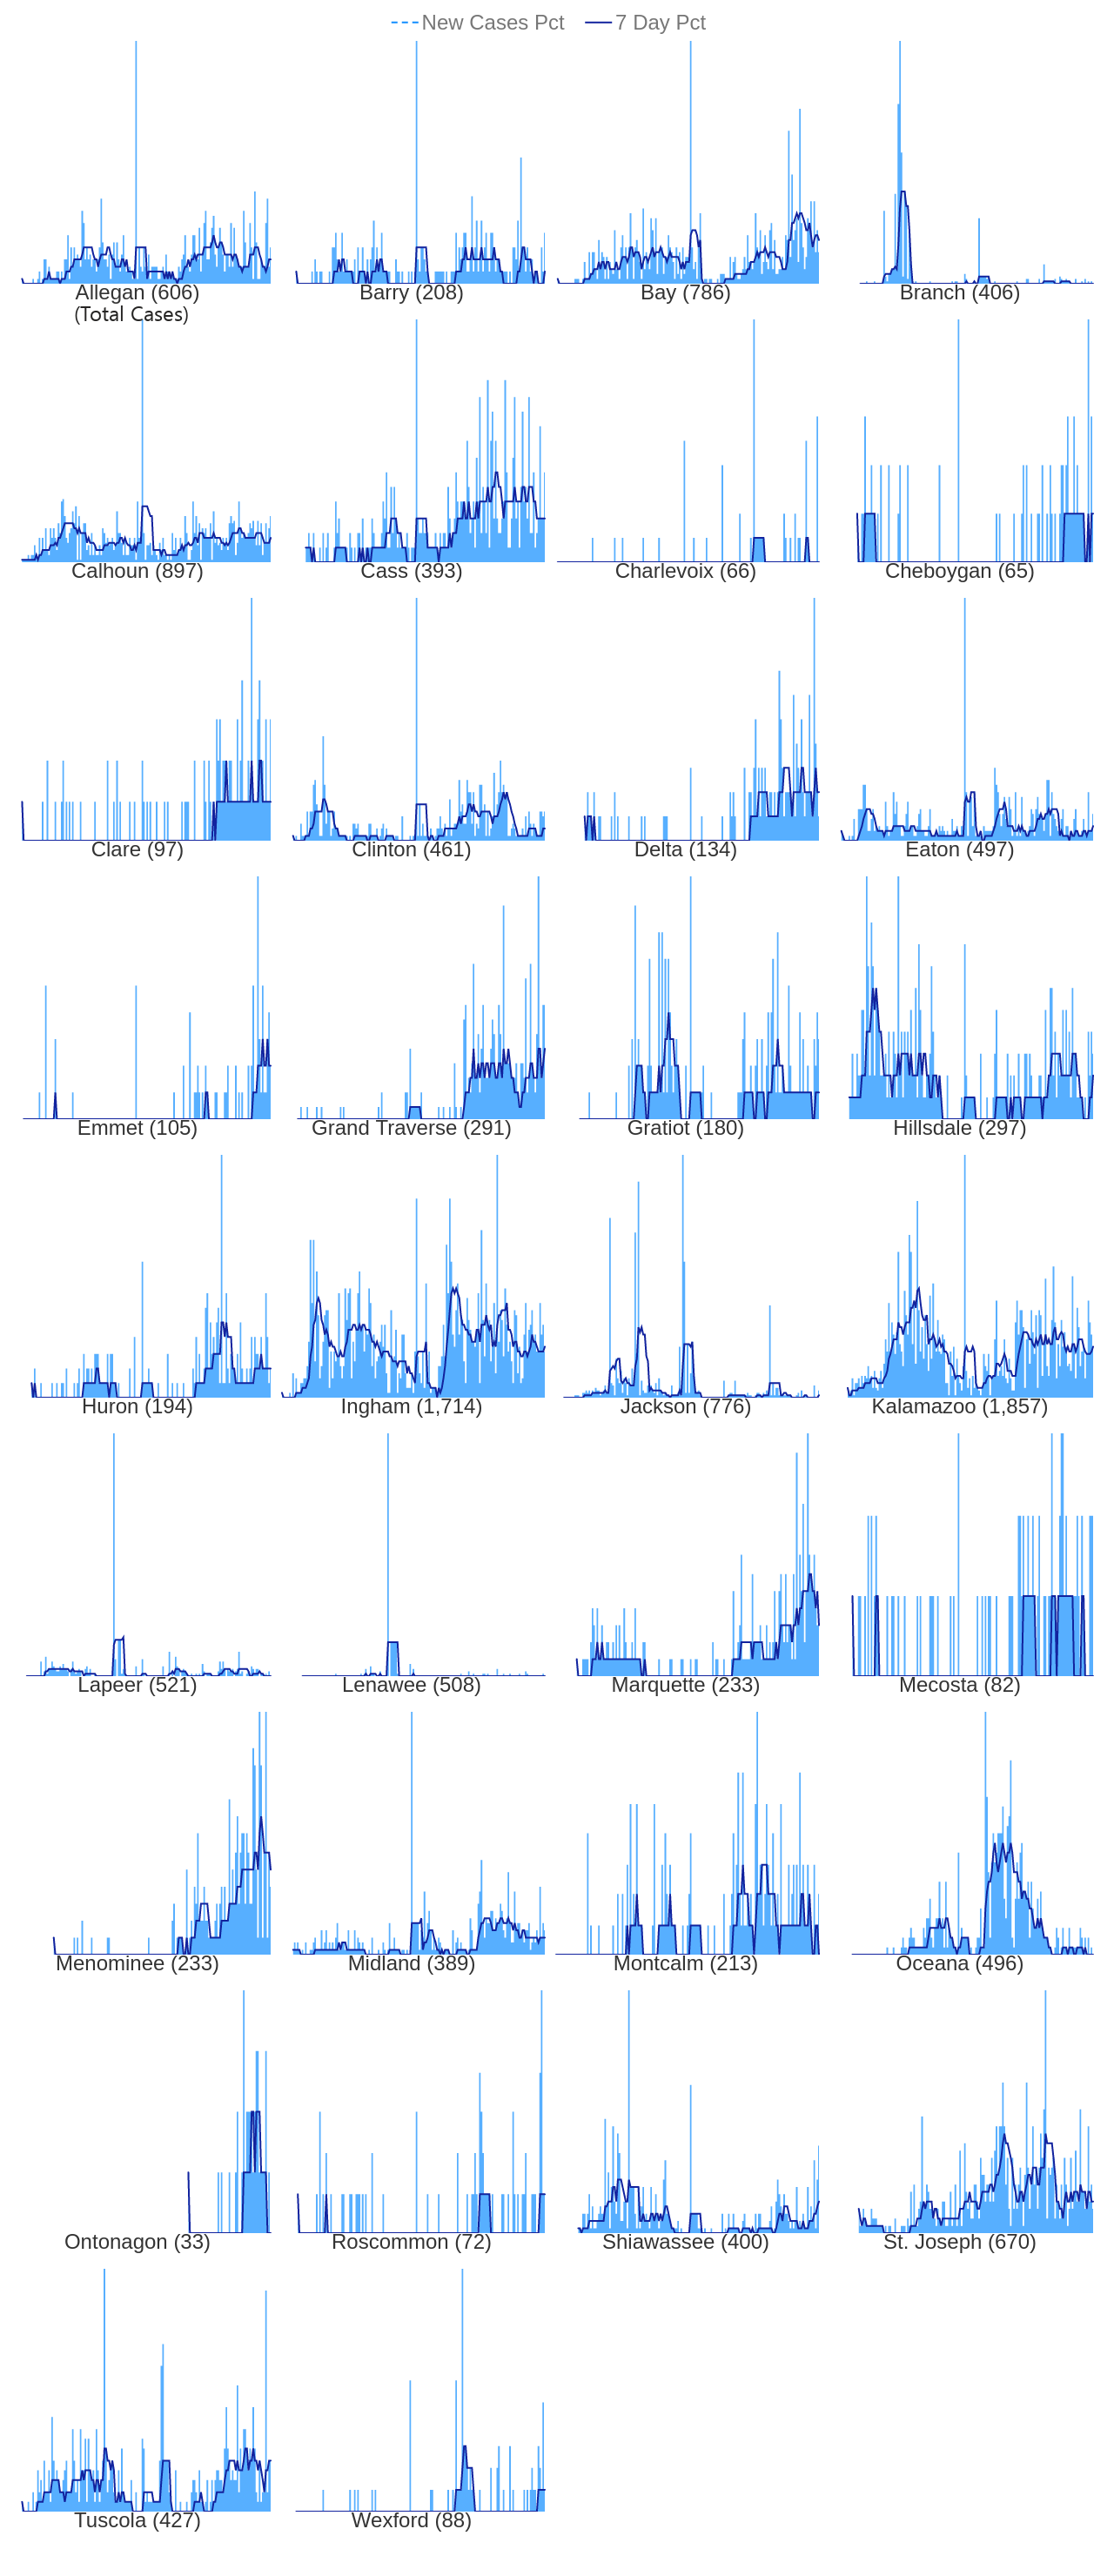 New Cases Pct 7 Day Pct
Allegan (606) Barry (208) Bay (786) Branch (406)
(Total Cases)
Calhoun (897) Cass (393) Charlevoix (66) Cheboygan (65)
Clare (97) Clinton (461) Delta (134) Eaton (497)
Emmet (105) Grand Traverse (291) Gratiot (180) Hillsdale (297)
Huron (194) Ingham (1,714) Jackson (776) Kalamazoo (1,857)
Lapeer (521) Lenawee (508) Marquette (233) Mecosta (82)
Menominee (233) Midland (389) Montcalm (213) Oceana (496)
Ontonagon (33) Roscommon (72) Shiawassee (400) St. Joseph (670)
Tuscola (427) Wexford (88)